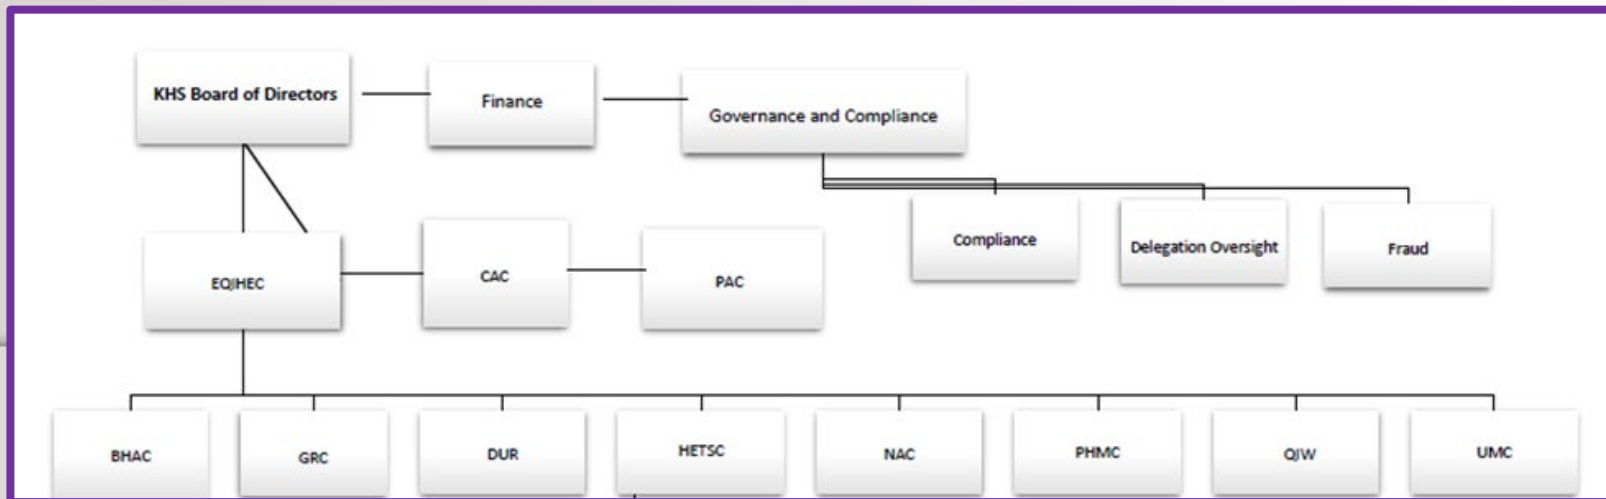 KHS Board of Directors
Finance
Governance and Compliance
EQIHEC
CAC
PAC
Compliance
Delegation Oversight
Fraud
BHAC
GRC
DUR
HETSC
NAC
PHMC
QIW
UMC